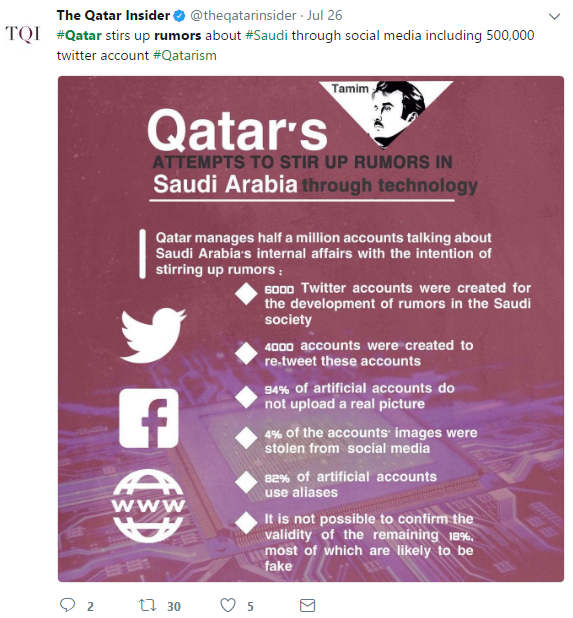 The Qatar Insider @theqatarinsider · Jul 26
TQI
#Qatar stirs up rumors about #Saudi through social media including 500,000
twitter account #Qatarism
Tamim
Qatar's
ATTEMPTS TO STIR UP RUMORS IN
Saudi Arabia through technology
Qatar manages half a million accounts talking about
Saudi Arabia's internal affairs with the intention of
stirring up rumors :
6000 Twitter accounts were created for
the development of rumors in the Saudi
society
4000 accounts were created to
re-tweet these accounts
94% of artificial accounts do
not upload a real picture
4% of the accounts' images were
stolen from social media
82% of artificial accounts
use aliases
It is not possible to confirm the
validity of the remaining 18%,
most of which are likely to be
fake
WWW
2 30 5